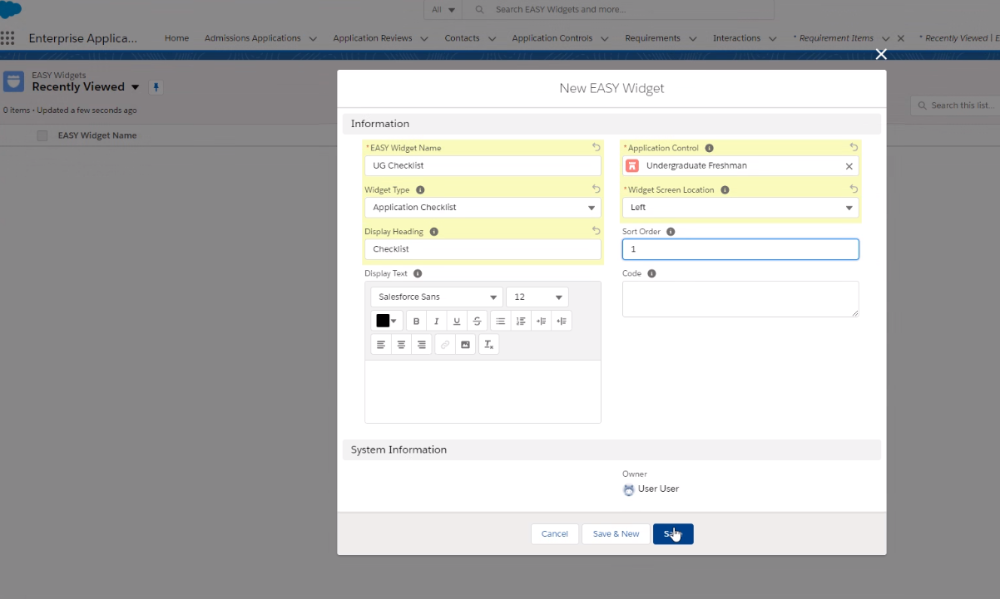 All
Search EASY Widgets and more...
Enterprise Applica...
Home
Admissions Applications
Application Reviews
Contacts
Application Controls
Requirements
Interactions
* Requirement Items
* Recently Viewed | E
EASY Widgets
Recently Viewed
0 items • Updated a few seconds ago
Search this list...
EASY Widget Name
New EASY Widget
Information
*EASY Widget Name
UG Checklist
*Application Control
Undergraduate Freshman
Widget Type
Application Checklist
*Widget Screen Location
Left
Display Heading
Checklist
Sort Order
1
Display Text
Salesforce Sans
12
B I U S
Code
System Information
Owner
User User
Cancel
Save & New